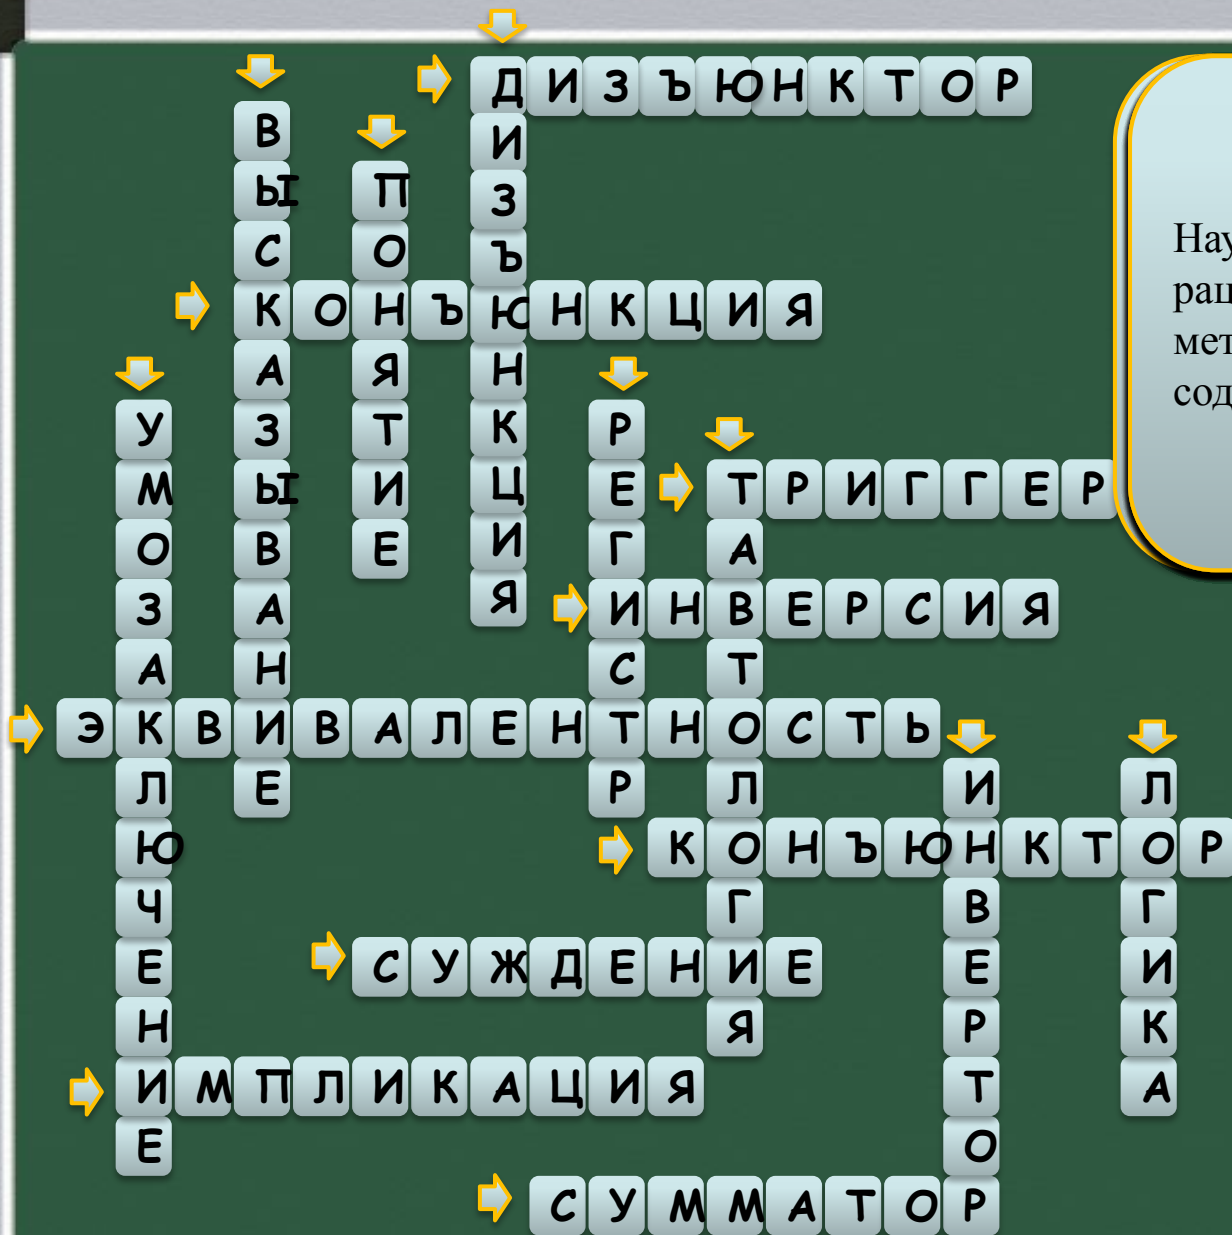 ДИЗЪЮНКТОР
ВЫСКАЗЫВАНИЕ
ПОНЯТИЕ
ДИЗЪЮНКЦИЯ
КОНЪЮНКЦИЯ
УМОЗАКЛЮЧЕНИЕ
РЕГИСТР
ТРИГГЕР
ТАВТОЛОГИЯ
ИНВЕРСИЯ
ЭКВИВАЛЕНТНОСТЬ
ИНВЕРТОР
ЛОГИКА
КОНЪЮНКТОР
СУЖДЕНИЕ
ИМПЛИКАЦИЯ
СУММАТОР